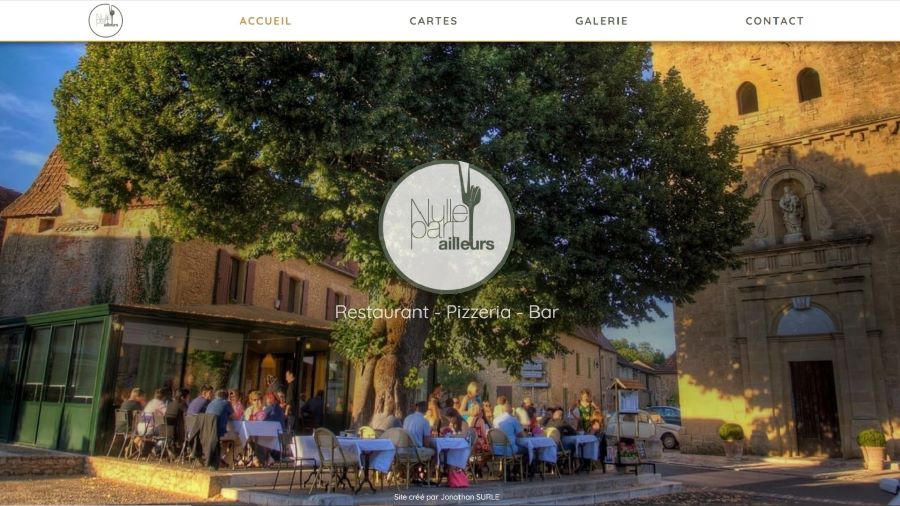 Nulle part ailleurs
ACCUEIL
CARTES
GALERIE
CONTACT
Nulle
part
ailleurs
Restaurant - Pizzeria - Bar
Site créé par Jonathan SURLE